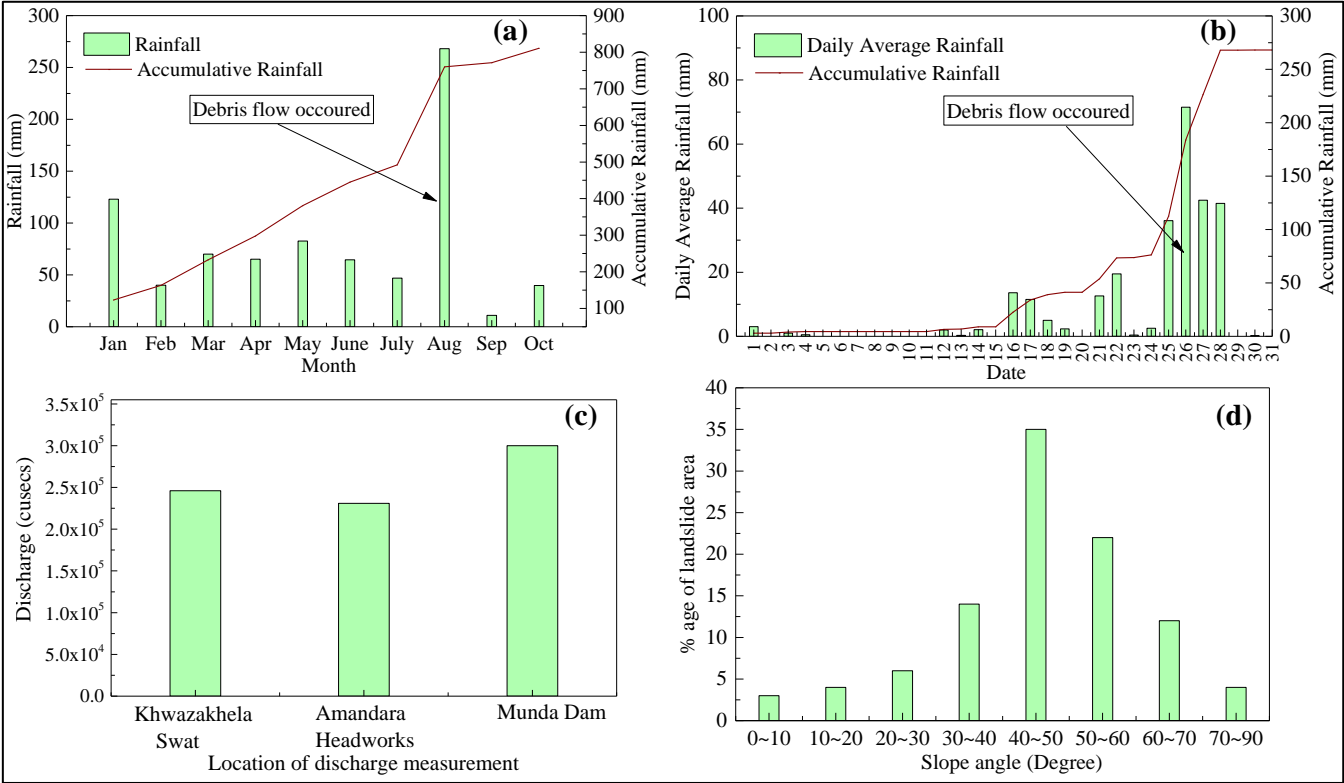 (a)
Rainfall
Accumulative Rainfall
Debris flow occoured
300
250
200
150
100
50
0
Rainfall (mm)
900
800
700
600
500
400
300
200
100
Accumulative Rainfall (mm)
Jan Feb Mar Apr May June July Aug Sep Oct
Month
(b)
Daily Average Rainfall
Accumulative Rainfall
Debris flow occoured
100
80
60
40
20
0
Daily Average Rainfall (mm)
300
250
200
150
100
50
0
Accumulative Rainfall (mm)
1 2 3 4 5 6 7 8 9 10 11 12 13 14 15 16 17 18 19 20 21 22 23 24 25 26 27 28 29 30 31
Date
(c)
3.5x10⁵
3.0x10⁵
2.5x10⁵
2.0x10⁵
1.5x10⁵
1.0x10⁵
5.0x10⁴
0.0
Discharge (cusecs)
Khwazakhela Amandara Munda Dam
Swat Headworks
Location of discharge measurement
(d)
40
35
30
25
20
15
10
5
0
% age of landslide area
0~10 10~20 20~30 30~40 40~50 50~60 60~70 70~90
Slope angle (Degree)